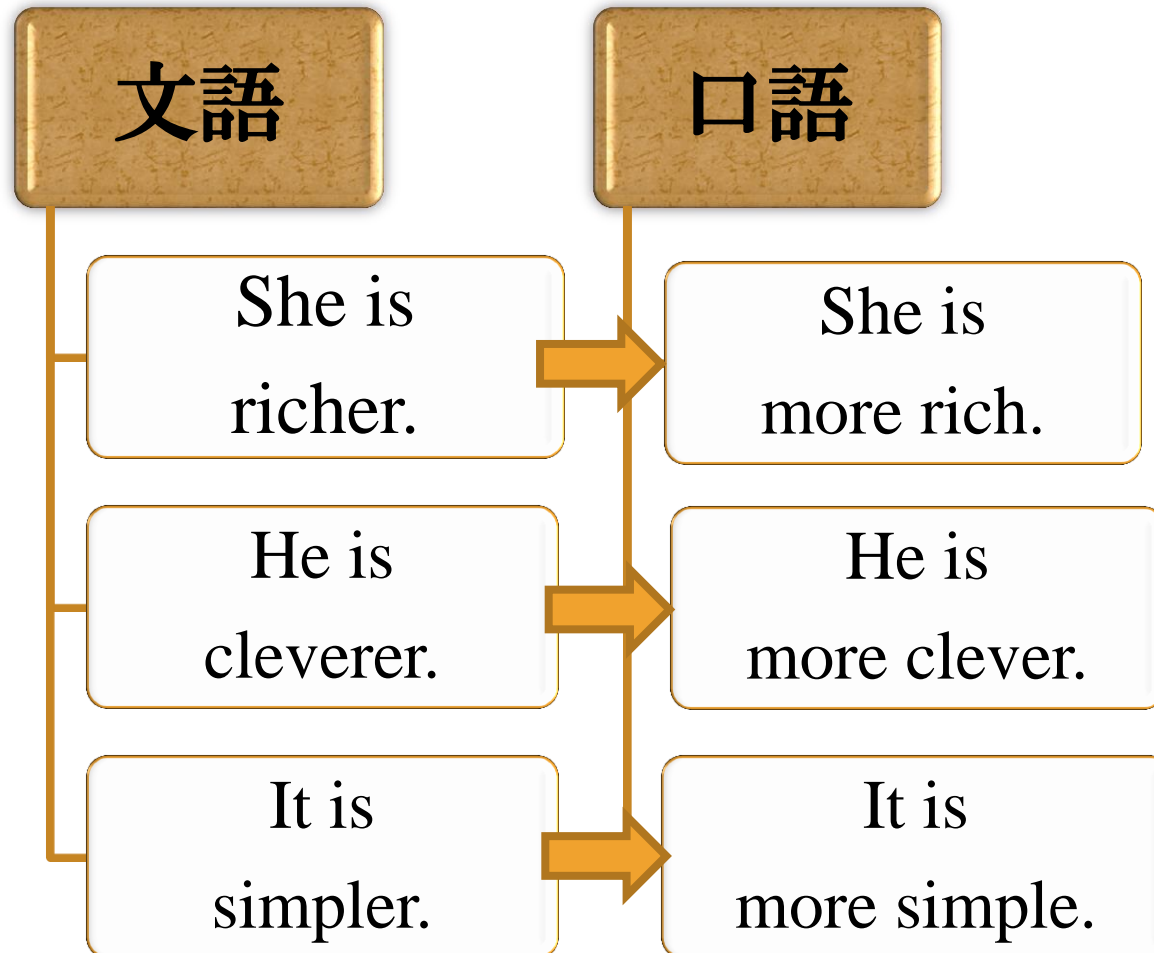 文語
She is
richer.
He is
cleverer.
It is
simpler.
口語
She is
more rich.
He is
more clever.
It is
more simple.